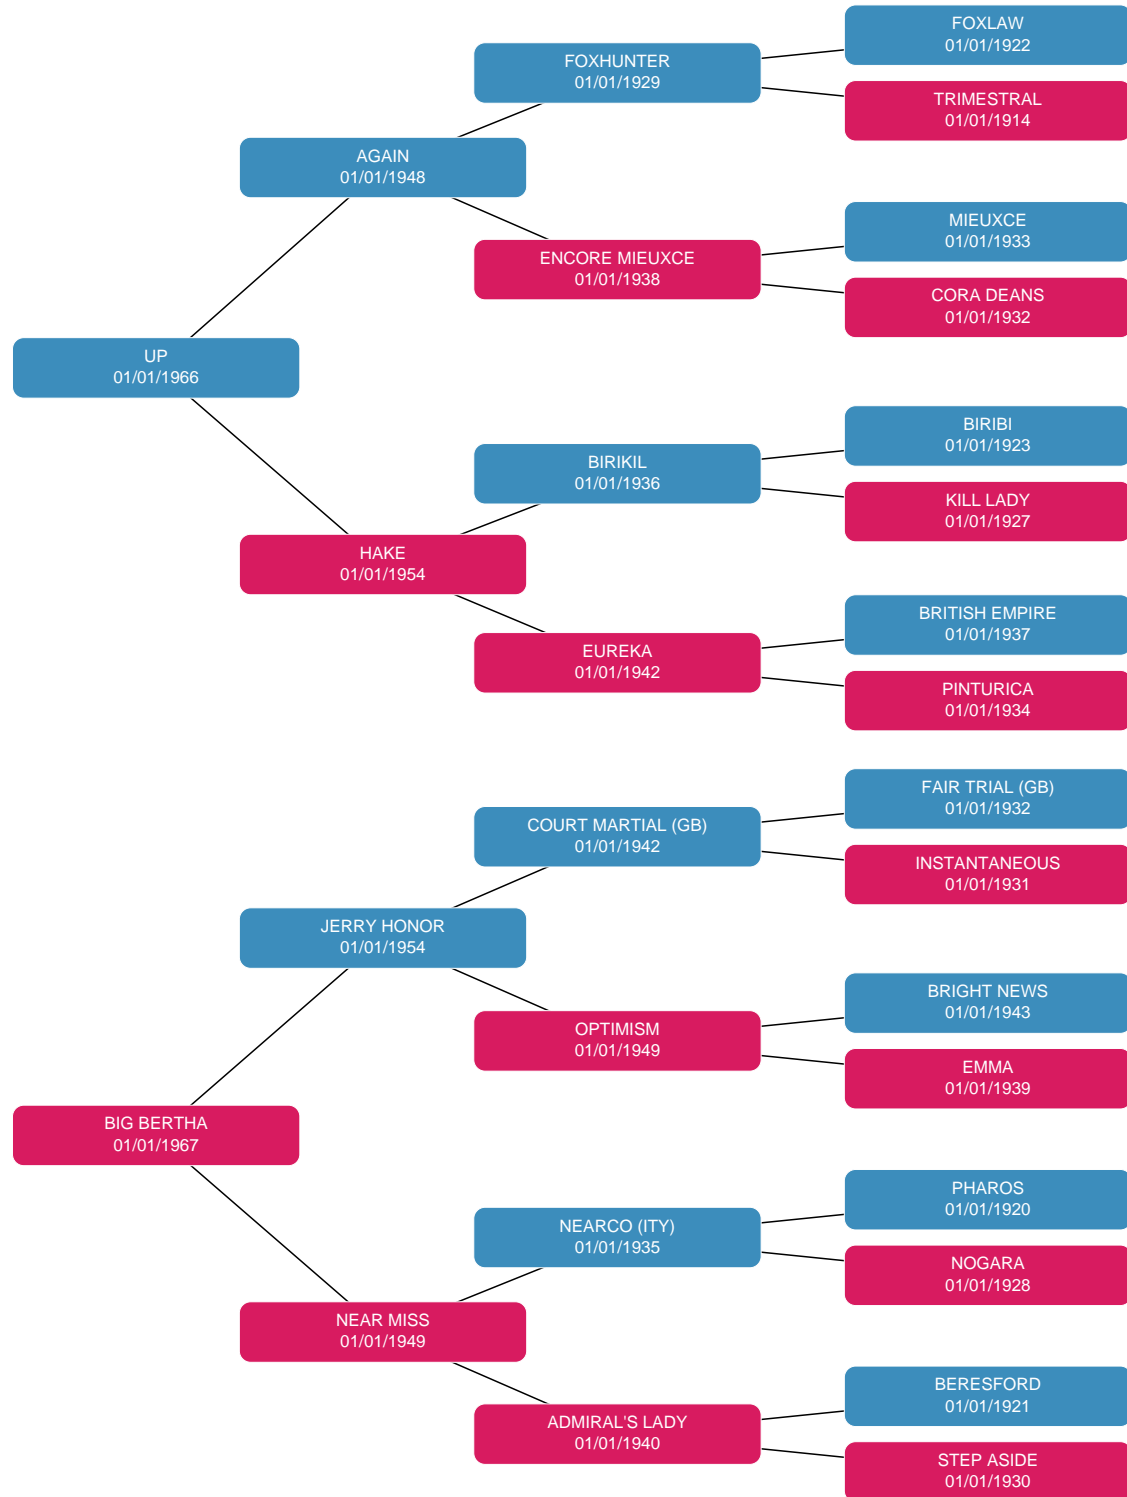 FOXLAW
01/01/1922
FOXHUNTER
01/01/1929
TRIMESTRAL
01/01/1914
AGAIN
01/01/1948
MIEUXCE
01/01/1933
ENCORE MIEUXCE
01/01/1938
CORA DEANS
01/01/1932
UP
01/01/1966
BIRIBI
01/01/1923
BIRIKIL
01/01/1936
KILL LADY
01/01/1927
HAKE
01/01/1954
BRITISH EMPIRE
01/01/1937
EUREKA
01/01/1942
PINTURICA
01/01/1934
FAIR TRIAL (GB)
01/01/1932
COURT MARTIAL (GB)
01/01/1942
INSTANTANEOUS
01/01/1931
JERRY HONOR
01/01/1954
BRIGHT NEWS
01/01/1943
OPTIMISM
01/01/1949
EMMA
01/01/1939
BIG BERTHA
01/01/1967
PHAROS
01/01/1920
NEARCO (ITY)
01/01/1935
NOGARA
01/01/1928
NEAR MISS
01/01/1949
BERESFORD
01/01/1921
ADMIRAL'S LADY
01/01/1940
STEP ASIDE
01/01/1930